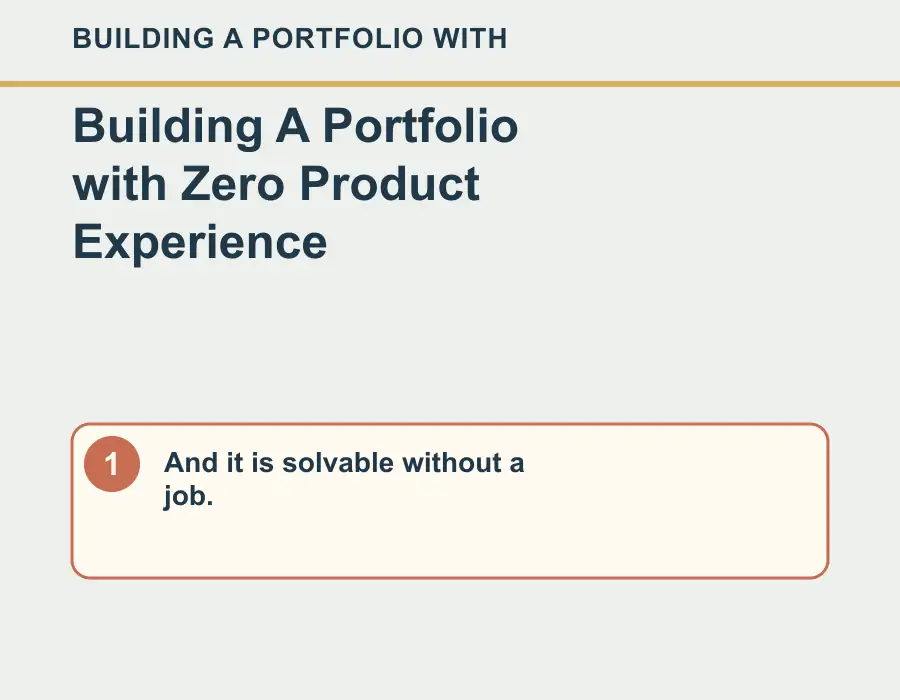 BUILDING A PORTFOLIO WITH
Building A Portfolio
with Zero Product
Experience
1
And it is solvable without a
job.